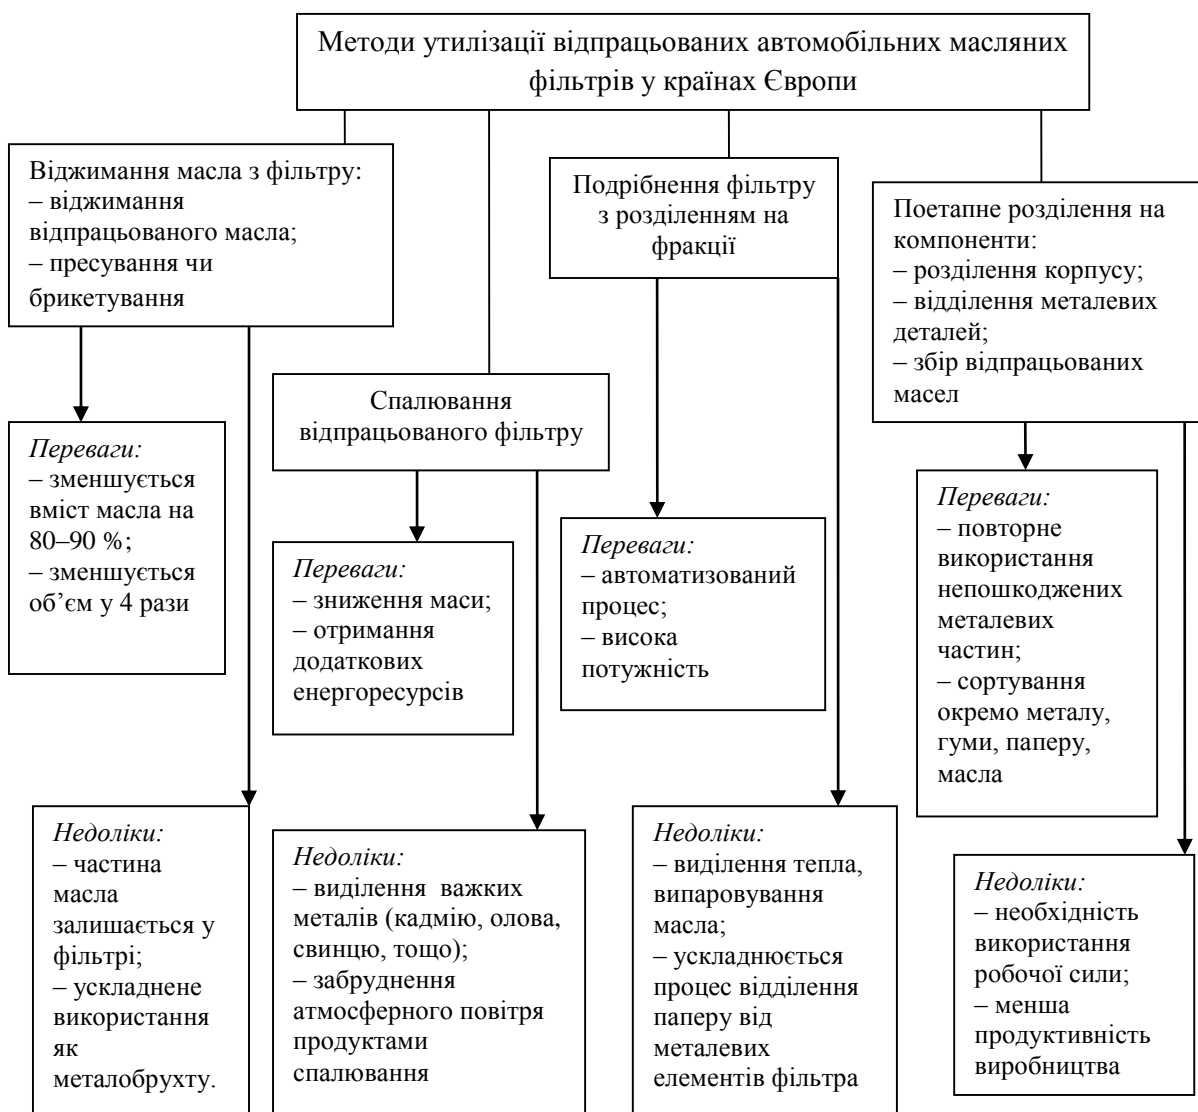 Методи утилізації відпрацьованих автомобільних масляних
фільтрів у країнах Європи
Віджимання масла з фільтру:
– віджимання
відпрацьованого масла;
– пресування чи
брикетування
Подрібнення фільтру
з розділенням на
фракції
Поетапне розділення на
компоненти:
– розділення корпусу;
– відділення металевих
деталей;
– збір відпрацьованих
масел
Спалювання
відпрацьованого фільтру
Переваги:
– зменшується
вміст масла на
80–90 %;
– зменшується
об’єм у 4 рази
Переваги:
– зниження маси;
– отримання
додаткових
енергоресурсів
Переваги:
– автоматизований
процес;
– висока
потужність
Переваги:
– повторне
використання
непошкоджених
металевих
частин;
– сортування
окремо металу,
гуми, паперу,
масла
Недоліки:
– частина
масла
залишається у
фільтрі;
– ускладнене
використання
як
металобрухту.
Недоліки:
– виділення  важких
металів (кадмію, олова,
свинцю, тощо);
– забруднення
атмосферного повітря
продуктами
спалювання
Недоліки:
– виділення тепла,
випаровування
масла;
– ускладнюється
процес відділення
паперу від
металевих
елементів фільтра
Недоліки:
– необхідність
використання
робочої сили;
– менша
продуктивність
виробництва